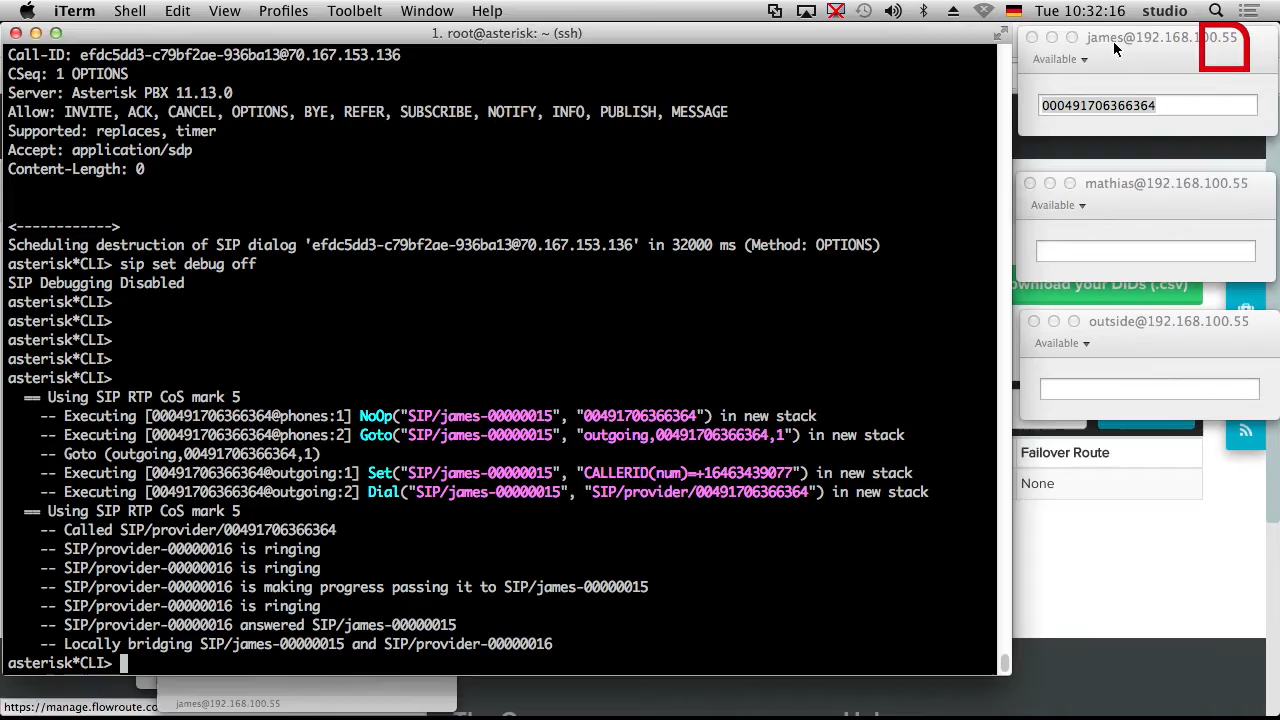 iTerm Shell Edit View Profiles Toolbelt Window Help Tue 10:32:16 studio
1. root@asterisk: ~ (ssh)
Call-ID: efdc5dd3-c79bf2ae-936ba13@70.167.153.136
CSeq: 1 OPTIONS
Server: Asterisk PBX 11.13.0
Allow: INVITE, ACK, CANCEL, OPTIONS, BYE, REFER, SUBSCRIBE, NOTIFY, INFO, PUBLISH, MESSAGE
Supported: replaces, timer
Accept: application/sdp
Content-Length: 0
<------------>
Scheduling destruction of SIP dialog 'efdc5dd3-c79bf2ae-936ba13@70.167.153.136' in 32000 ms (Method: OPTIONS)
asterisk*CLI> sip set debug off
SIP Debugging Disabled
asterisk*CLI>
asterisk*CLI>
asterisk*CLI>
asterisk*CLI>
asterisk*CLI>
== Using SIP RTP CoS mark 5
-- Executing [000491706366364@phones:1] NoOp("SIP/james-00000015", "00491706366364") in new stack
-- Executing [000491706366364@phones:2] Goto("SIP/james-00000015", "outgoing,00491706366364,1") in new stack
-- Goto (outgoing,00491706366364,1)
-- Executing [00491706366364@outgoing:1] Set("SIP/james-00000015", "CALLERID(num)=+16463439077") in new stack
-- Executing [00491706366364@outgoing:2] Dial("SIP/james-00000015", "SIP/provider/00491706366364") in new stack
== Using SIP RTP CoS mark 5
-- Called SIP/provider/00491706366364
-- SIP/provider-00000016 is ringing
-- SIP/provider-00000016 is ringing
-- SIP/provider-00000016 is making progress passing it to SIP/james-00000015
-- SIP/provider-00000016 is ringing
-- SIP/provider-00000016 answered SIP/james-00000015
-- Locally bridging SIP/james-00000015 and SIP/provider-00000016
asterisk*CLI>
james@192.168.100.55
Available
000491706366364
mathias@192.168.100.55
Available
ownload your DIDs (.csv)
outside@192.168.100.55
Available
Failover Route
None
https://manage.flowroute.co
james@192.168.100.55